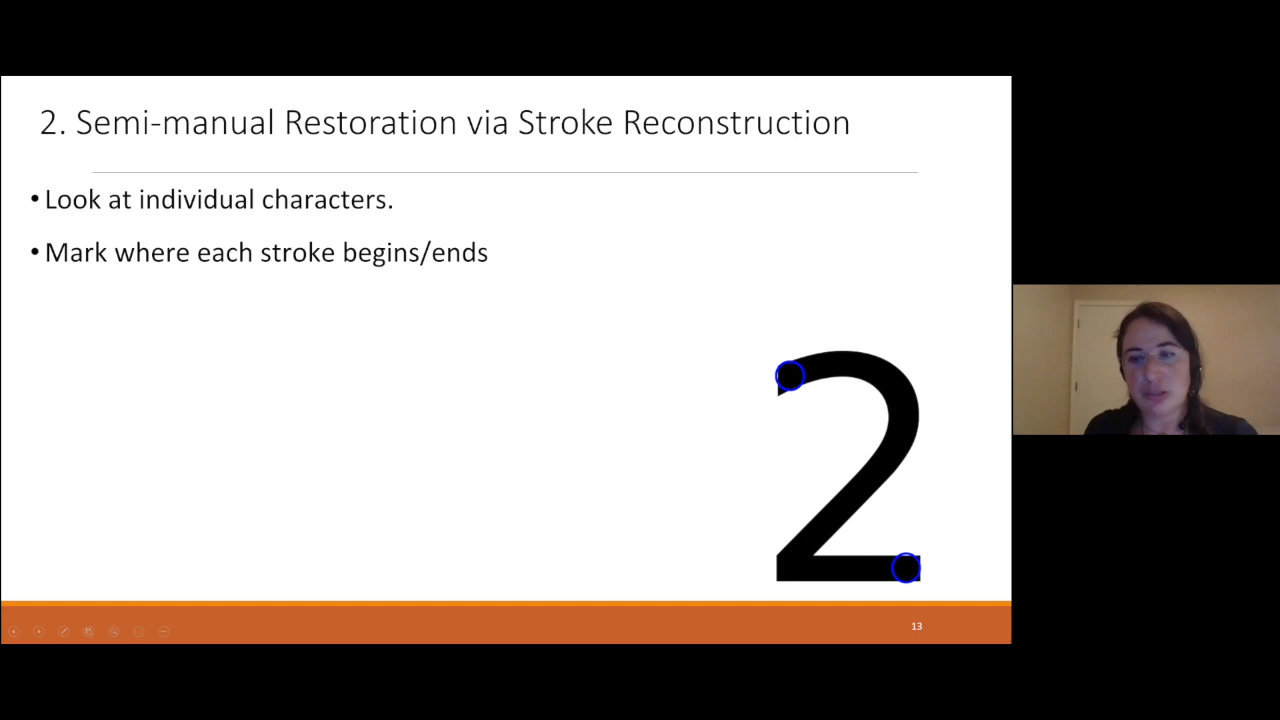 2. Semi-manual Restoration via Stroke Reconstruction
• Look at individual characters.
• Mark where each stroke begins/ends
2
13